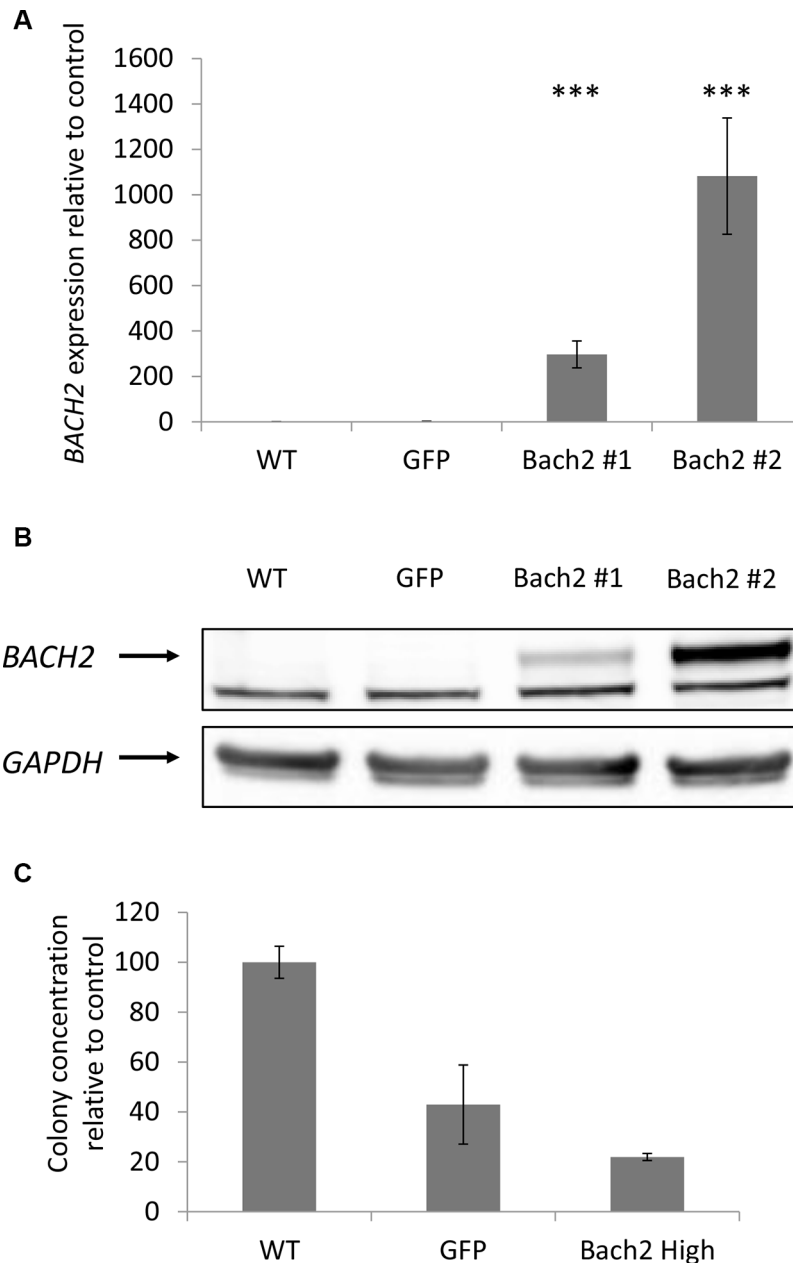 A
BACH2 expression relative to control
1600
1400
1200
1000
800
600
400
200
0
*** ***
WT GFP Bach2 #1 Bach2 #2
B
WT GFP Bach2 #1 Bach2 #2
BACH2
GAPDH
C
Colony concentration
relative to control
120
100
80
60
40
20
0
WT GFP Bach2 High